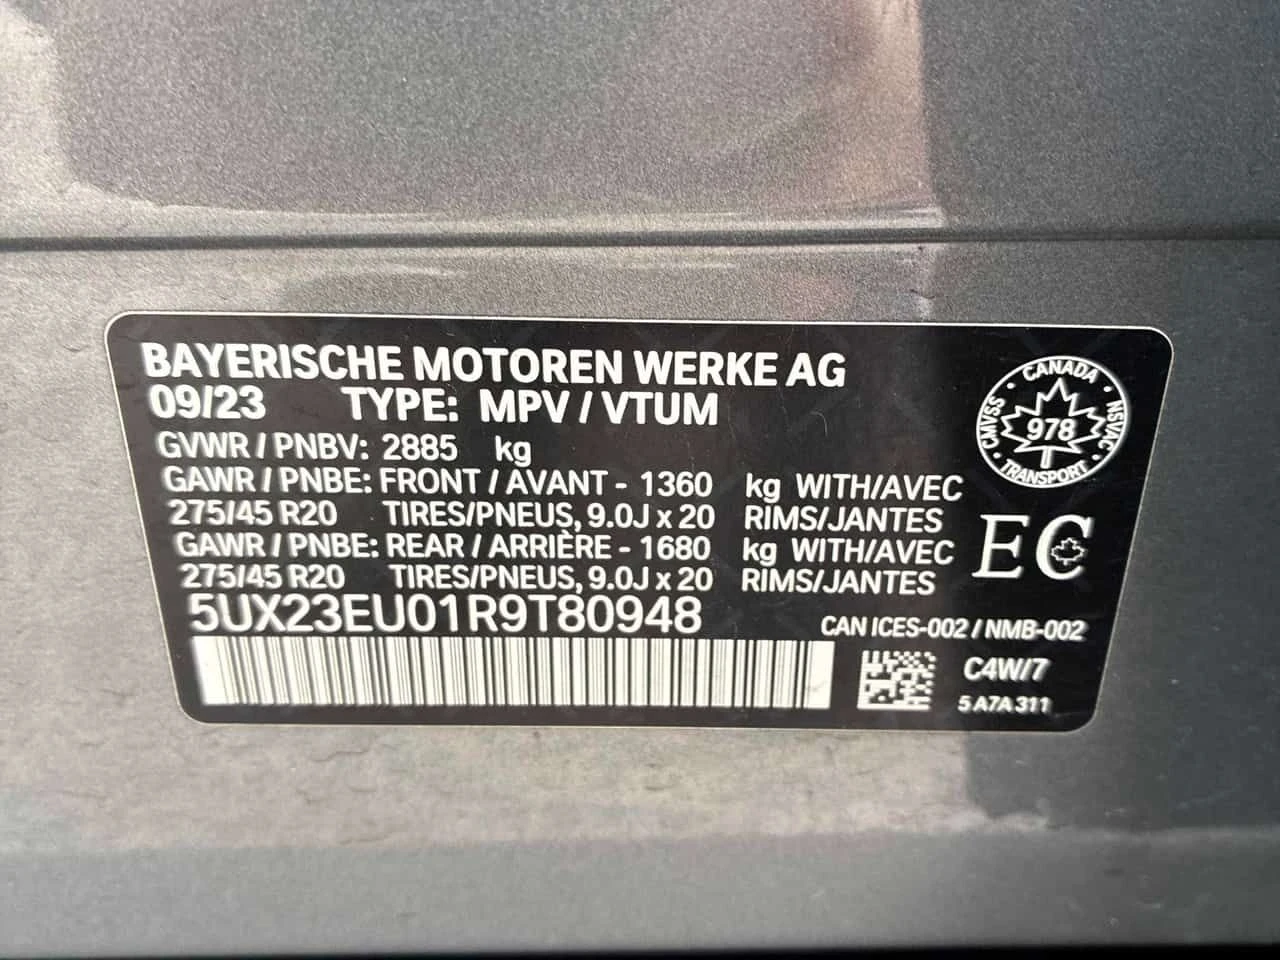 BAYERISCHE MOTOREN WERKE AG
09/23 TYPE: MPV / VTUM
GVWR / PNBV: 2885 kg
GAWR / PNBE: FRONT / AVANT - 1360 kg WITH/AVEC
275/45 R20 TIRES/PNEUS, 9.0J x 20 RIMS/JANTES
GAWR / PNBE: REAR / ARRIÈRE - 1680 kg WITH/AVEC
275/45 R20 TIRES/PNEUS, 9.0J x 20 RIMS/JANTES
5UX23EU01R9T80948
CANADA
CMVSS 978 NSVAC
TRANSPORT
EC
CAN ICES-002 / NMB-002
C4W/7
5 A7A 311